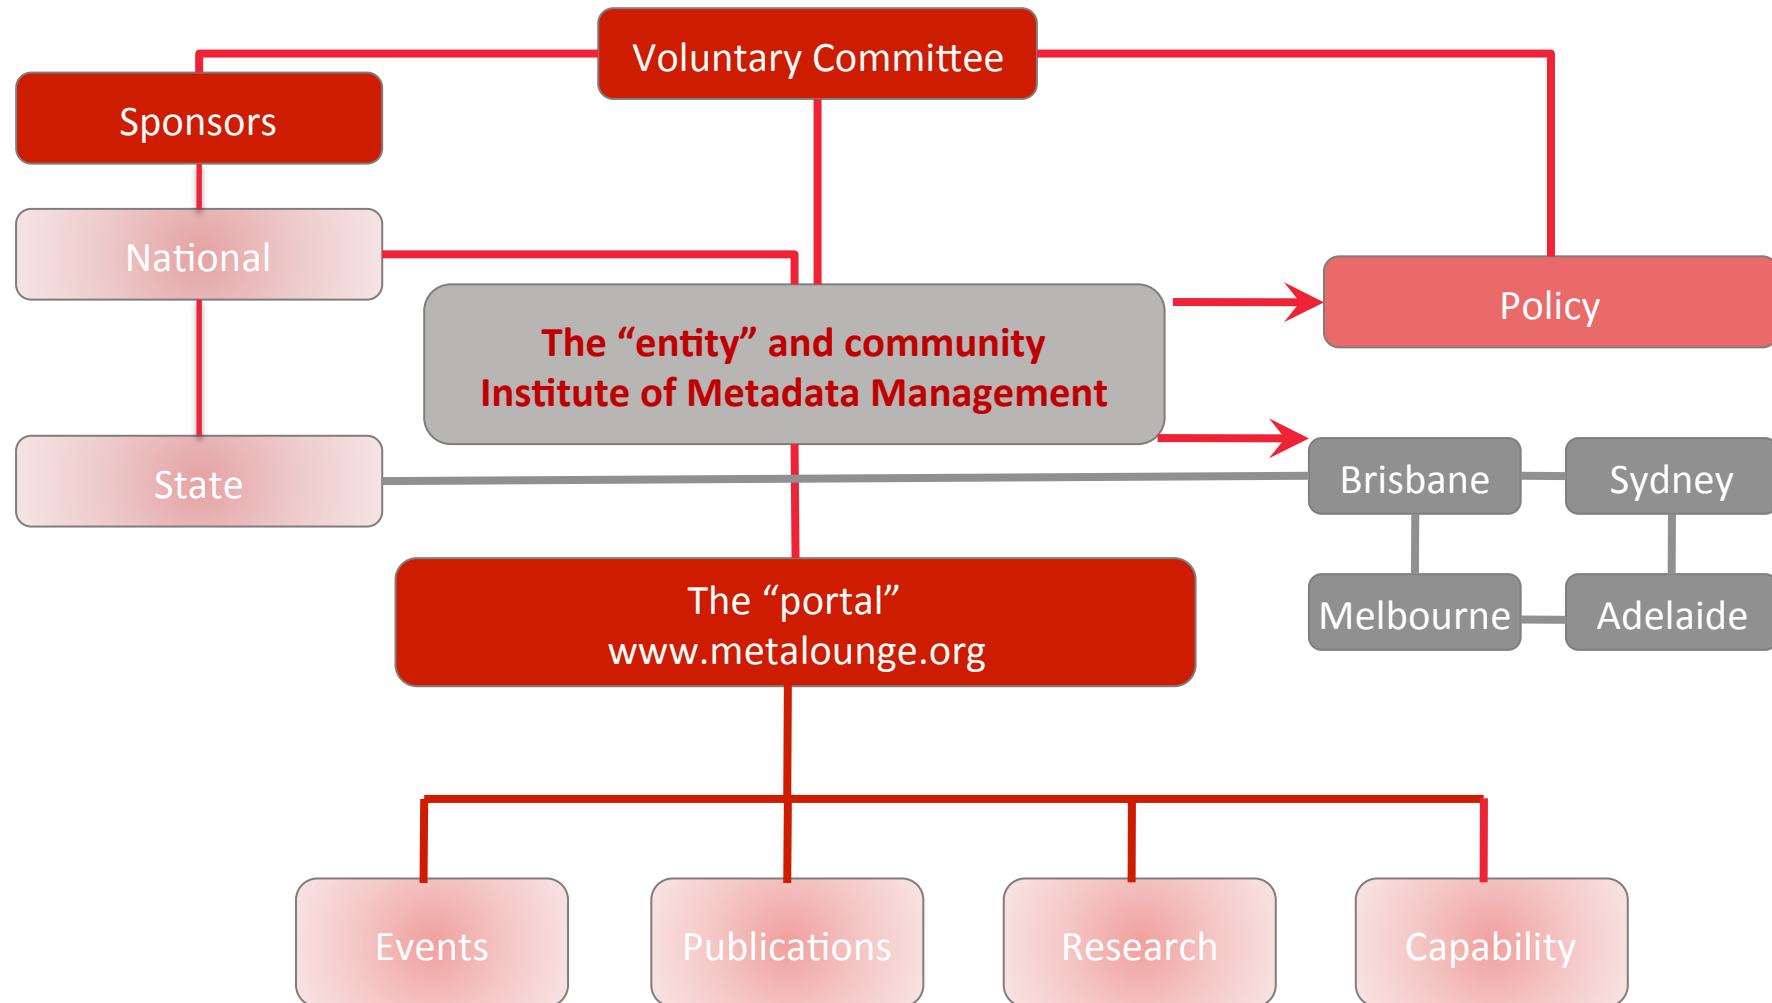 Voluntary Committee
Sponsors
National
Policy
The “entity” and community
Institute of Metadata Management
State
Brisbane
Sydney
The “portal”
www.metalounge.org
Melbourne
Adelaide
Events
Publications
Research
Capability